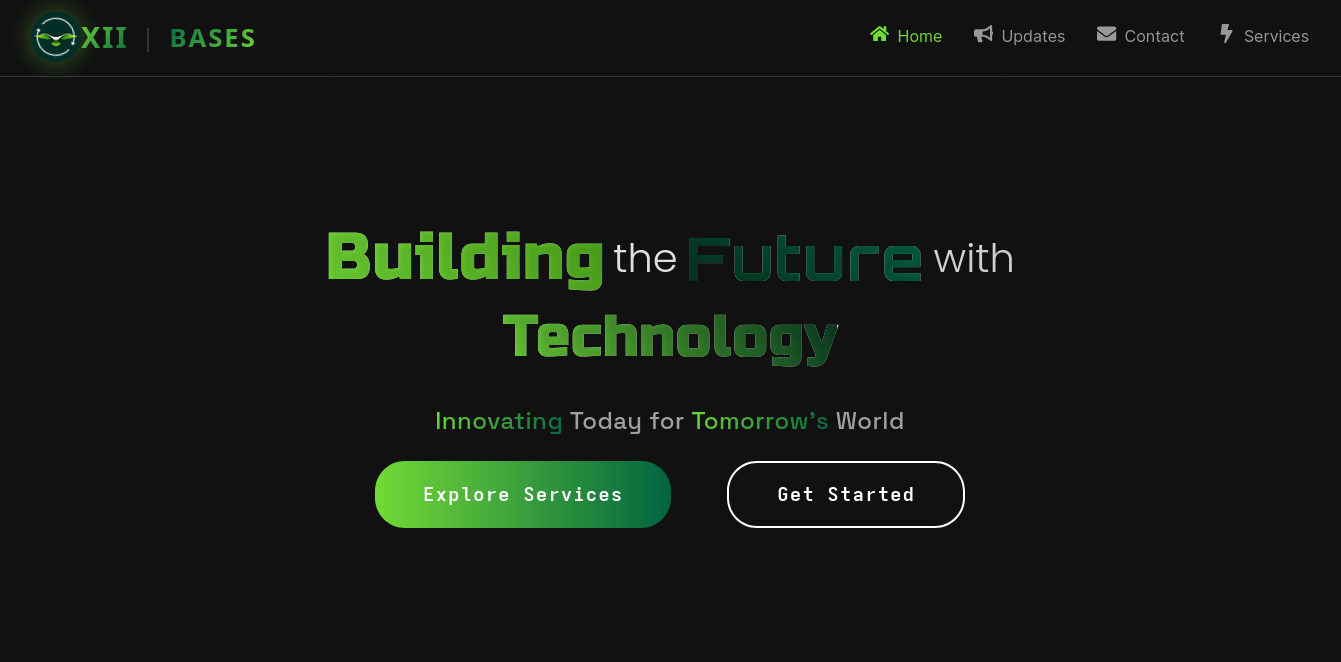 XII | BASES
Home Updates Contact Services
Building the Future with
Technology
Innovating Today for Tomorrow's World
Explore Services Get Started